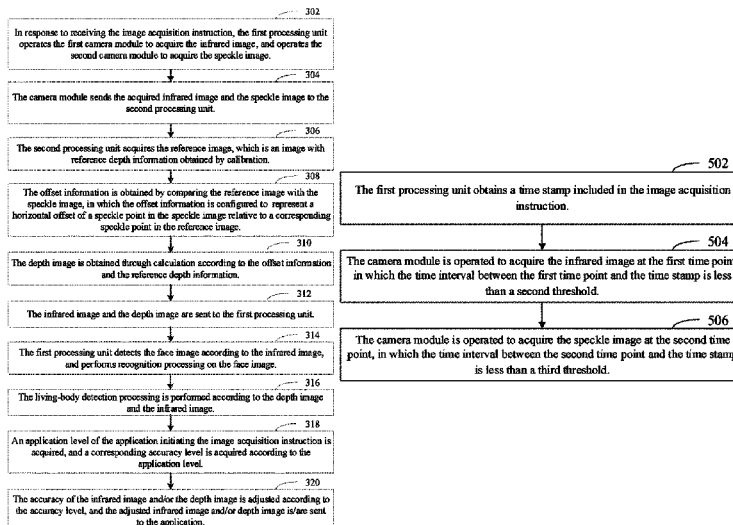 302
In response to receiving the image acquisition instruction, the first processing unit
operates the first camera module to acquire the infrared image, and operates the
second camera module to acquire the speckle image.
304
The camera module sends the acquired infrared image and the speckle image to the
second processing unit.
306
The second processing unit acquires the reference image, which is an image with
reference depth information obtained by calibration.
308
The offset information is obtained by comparing the reference image with the
speckle image, in which the offset information is configured to represent a
horizontal offset of a speckle point in the speckle image relative to a corresponding
speckle point in the reference image.
310
The depth image is obtained through calculation according to the offset information
and the reference depth information.
312
The infrared image and the depth image are sent to the first processing unit.
314
The first processing unit detects the face image according to the infrared image,
and performs recognition processing on the face image.
316
The living-body detection processing is performed according to the depth image
and the infrared image.
318
An application level of the application initiating the image acquisition instruction is
acquired, and a corresponding accuracy level is acquired according to the
application level.
320
The accuracy of the infrared image and/or the depth image is adjusted according to
the accuracy level, and the adjusted infrared image and/or depth image is/are sent
to the application.
502
The first processing unit obtains a time stamp included in the image acquisition
instruction.
504
The camera module is operated to acquire the infrared image at the first time point
in which the time interval between the first time point and the time stamp is less
than a second threshold.
506
The camera module is operated to acquire the speckle image at the second time
point, in which the time interval between the second time point and the time stamp
is less than a third threshold.